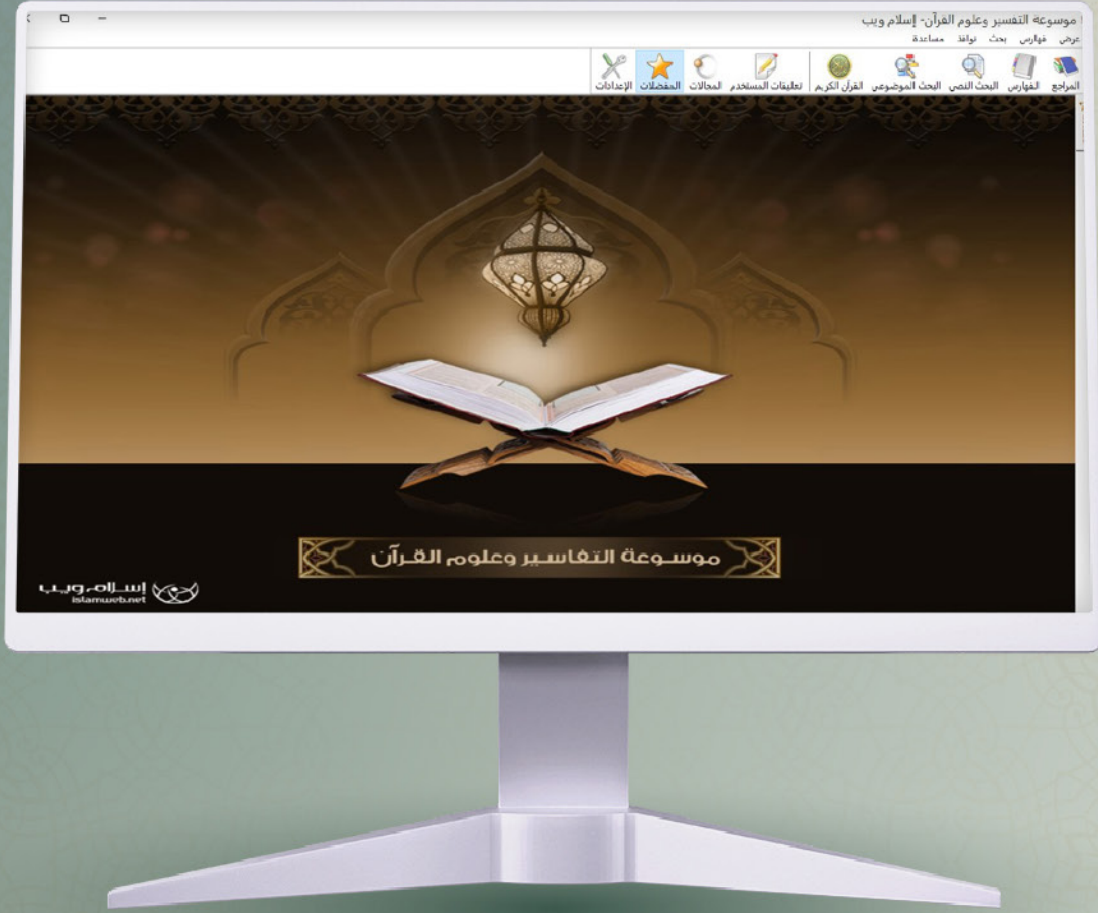 موسوعة التفسير وعلوم القرآن- إسلام ويب
عرض فهارس بحث نوافذ مساعدة
المراجع الفهارس البحث النصي البحث الموضوعي القرآن الكريم تعليقات المستخدم المجالات المفضلات الإعدادات
موسوعة التفاسير وعلوم القرآن
إسلام ويب
islamweb.net